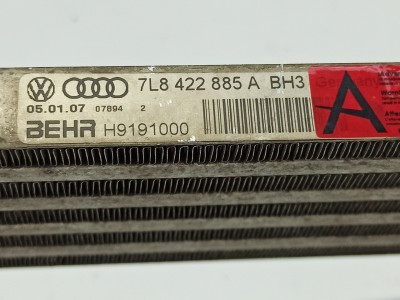 7L8 422 885 A BH3
05.01.07 07894 2
BEHR H9191000
A